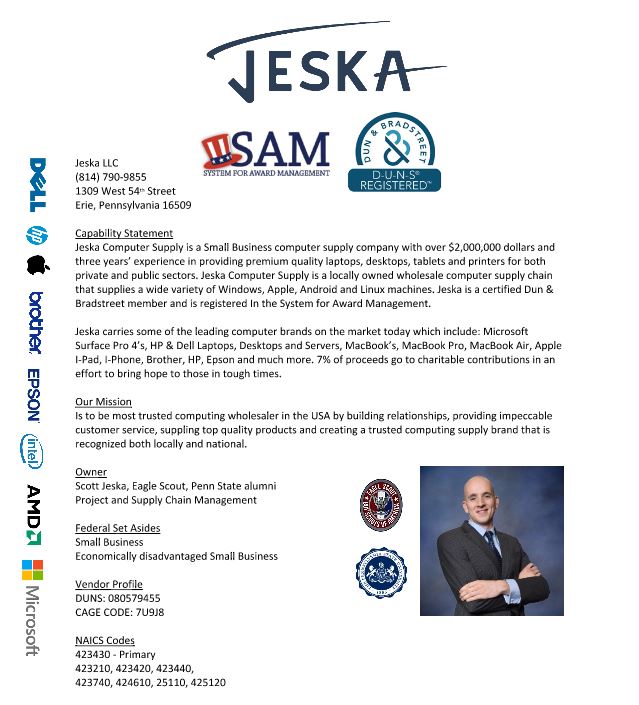 JESKA
SAM
SYSTEM FOR AWARD MANAGEMENT
DUN & BRADSTREET
&
D-U-N-S®
REGISTERED™
DELL
hp
brother
EPSON
intel
AMD
Microsoft
Jeska LLC
(814) 790-9855
1309 West 54th Street
Erie, Pennsylvania 16509
Capability Statement
Jeska Computer Supply is a Small Business computer supply company with over $2,000,000 dollars and
three years’ experience in providing premium quality laptops, desktops, tablets and printers for both
private and public sectors. Jeska Computer Supply is a locally owned wholesale computer supply chain
that supplies a wide variety of Windows, Apple, Android and Linux machines. Jeska is a certified Dun &
Bradstreet member and is registered In the System for Award Management.
Jeska carries some of the leading computer brands on the market today which include: Microsoft
Surface Pro 4’s, HP & Dell Laptops, Desktops and Servers, MacBook’s, MacBook Pro, MacBook Air, Apple
I-Pad, I-Phone, Brother, HP, Epson and much more. 7% of proceeds go to charitable contributions in an
effort to bring hope to those in tough times.
Our Mission
Is to be most trusted computing wholesaler in the USA by building relationships, providing impeccable
customer service, suppling top quality products and creating a trusted computing supply brand that is
recognized both locally and national.
Owner
Scott Jeska, Eagle Scout, Penn State alumni
Project and Supply Chain Management
EAGLE SCOUT
BOY SCOUTS OF AMERICA
Federal Set Asides
Small Business
Economically disadvantaged Small Business
Vendor Profile
DUNS: 080579455
CAGE CODE: 7U9J8
NAICS Codes
423430 - Primary
423210, 423420, 423440,
423740, 424610, 25110, 425120